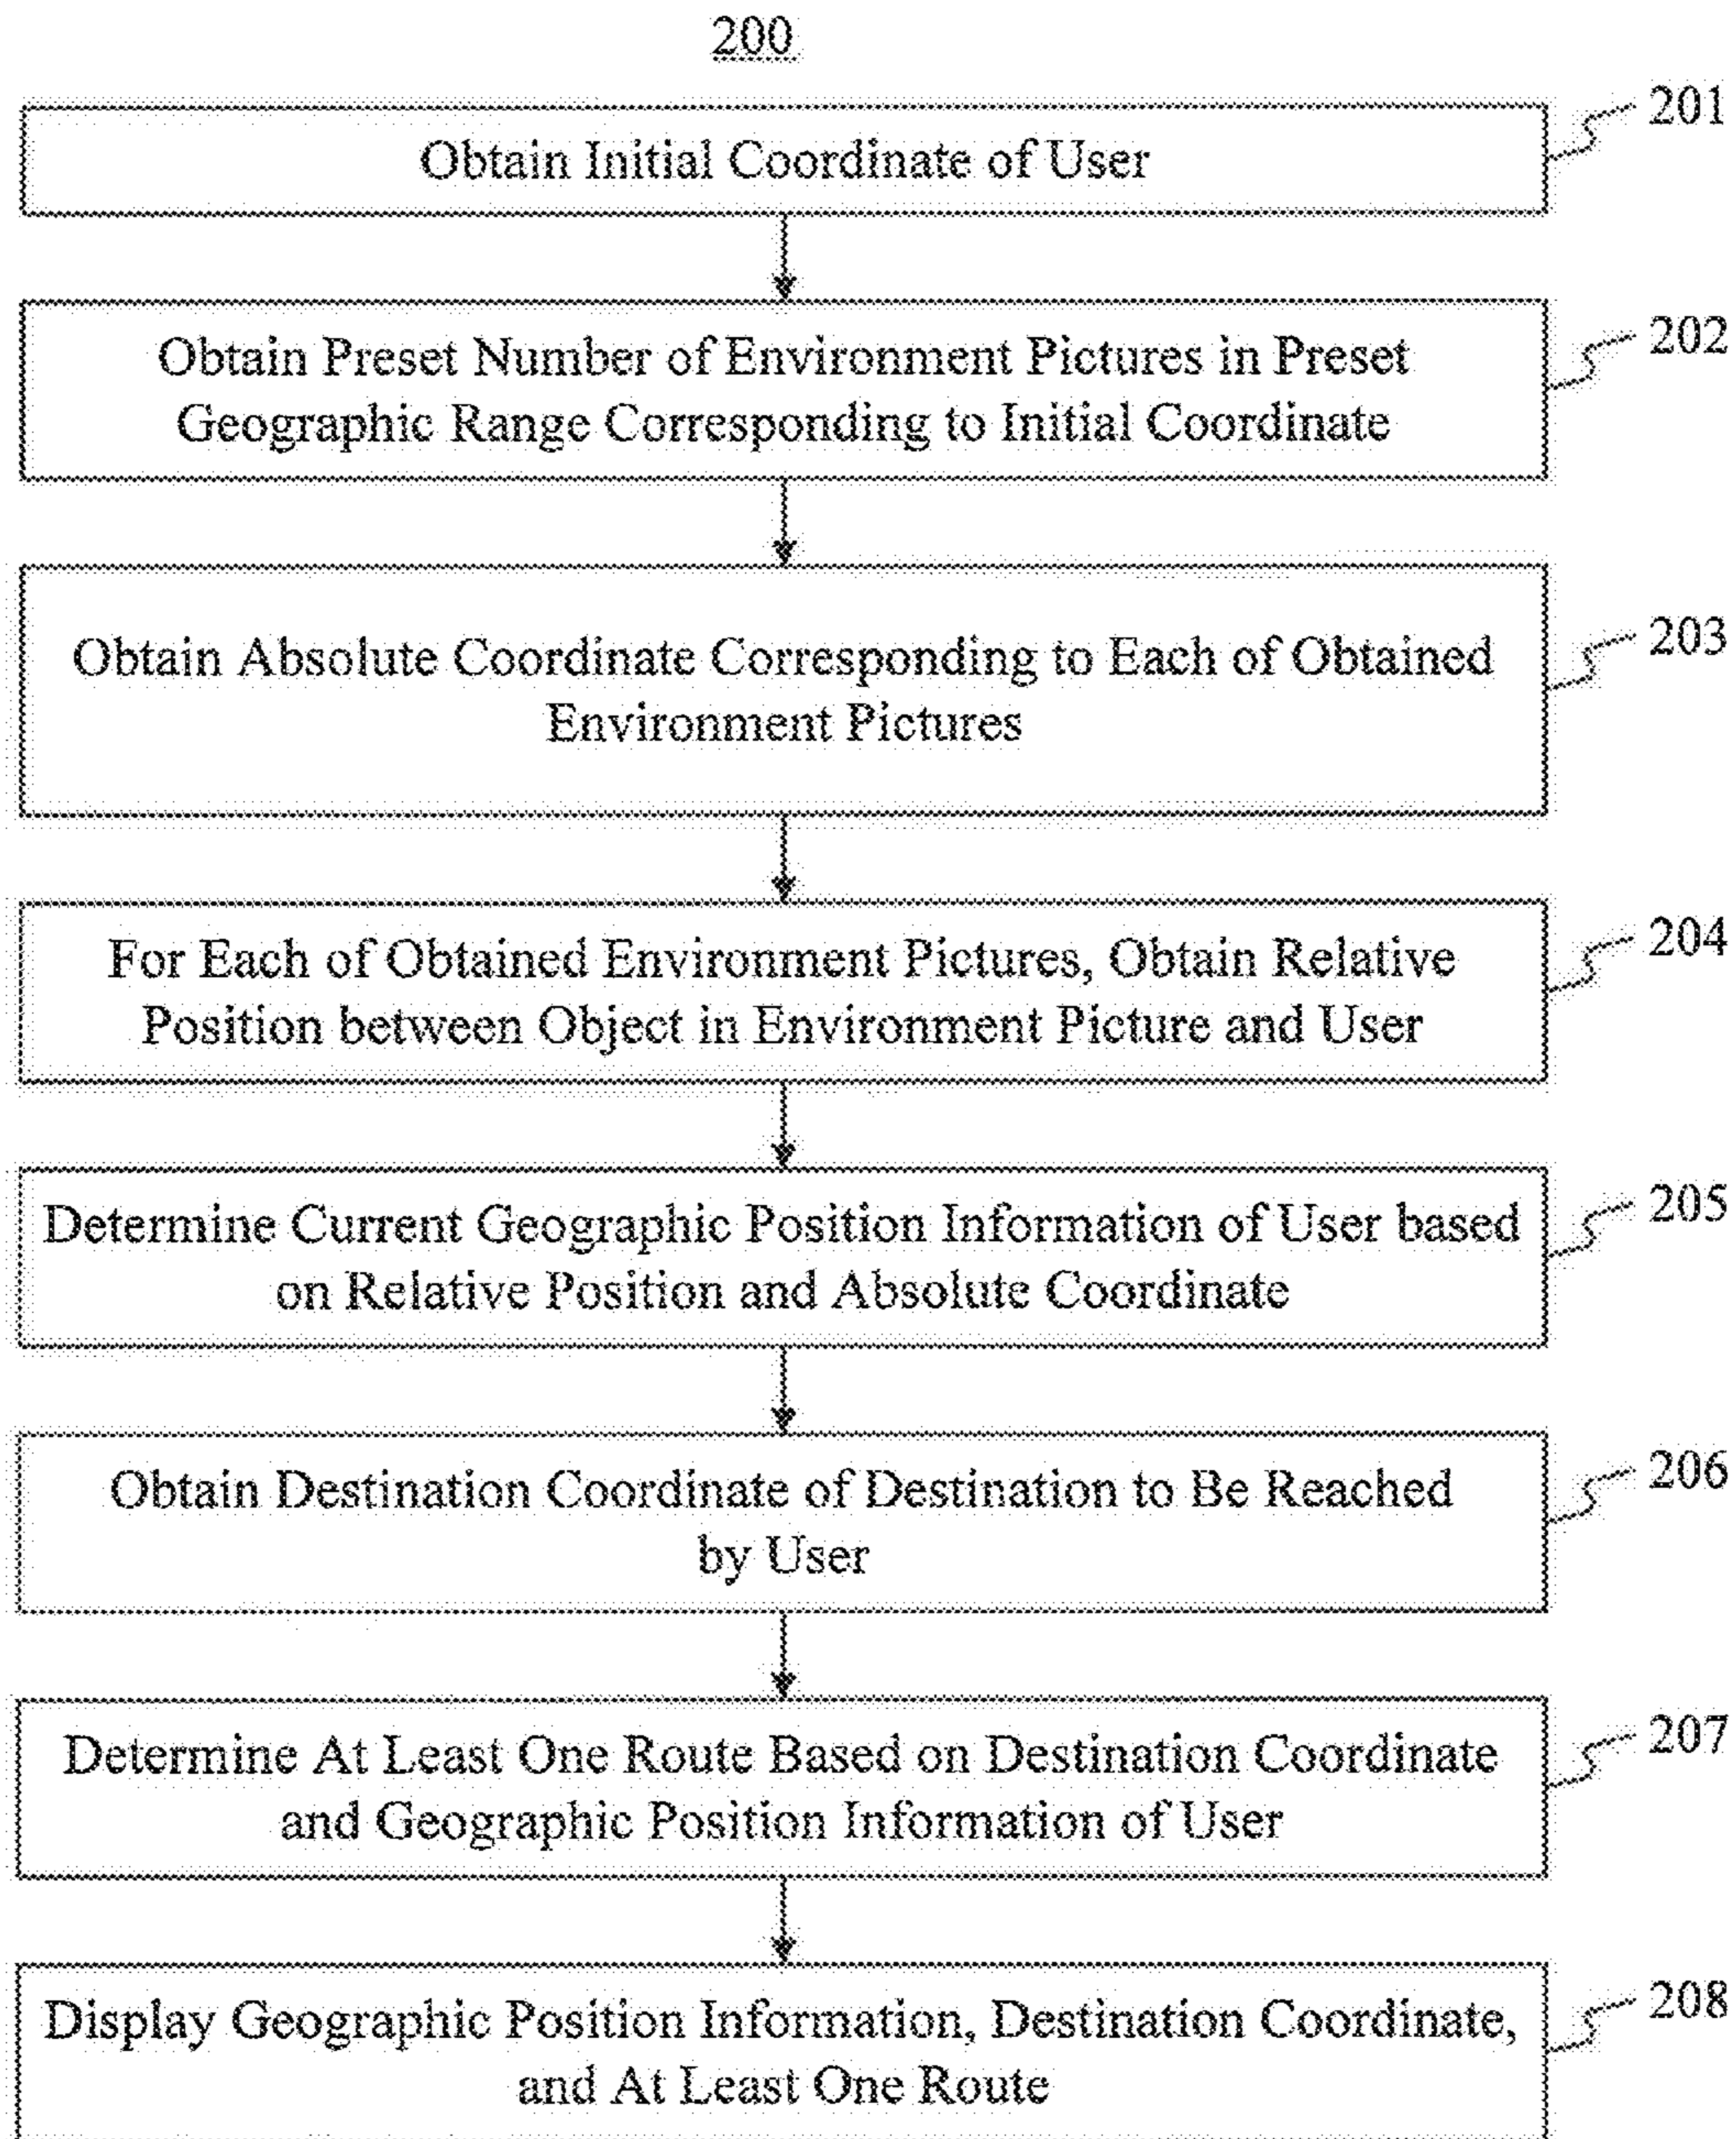 200
Obtain Initial Coordinate of User
201
Obtain Preset Number of Environment Pictures in Preset
Geographic Range Corresponding to Initial Coordinate
202
Obtain Absolute Coordinate Corresponding to Each of Obtained
Environment Pictures
203
For Each of Obtained Environment Pictures, Obtain Relative
Position between Object in Environment Picture and User
204
Determine Current Geographic Position Information of User based
on Relative Position and Absolute Coordinate
205
Obtain Destination Coordinate of Destination to Be Reached
by User
206
Determine At Least One Route Based on Destination Coordinate
and Geographic Position Information of User
207
Display Geographic Position Information, Destination Coordinate,
and At Least One Route
208